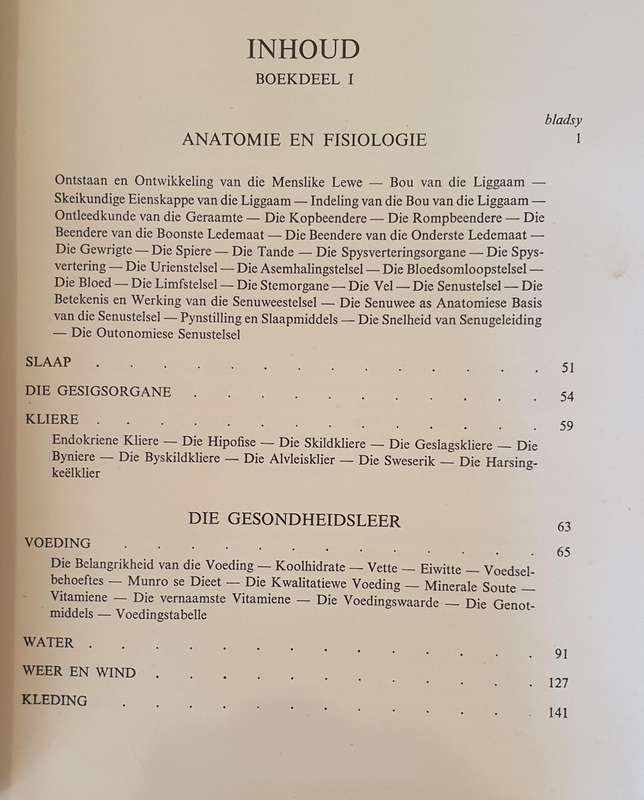 INHOUD
BOEKDEEL I
bladsy
ANATOMIE EN FISIOLOGIE 1
Ontstaan en Ontwikkeling van die Menslike Lewe — Bou van die Liggaam —
Skeikundige Eienskappe van die Liggaam — Indeling van die Bou van die Liggaam —
Ontleedkunde van die Geraamte — Die Kopbeendere — Die Rompbeendere — Die
Beendere van die Boonste Ledemaat — Die Beendere van die Onderste Ledemaat —
Die Gewrigte — Die Spiere — Die Tande — Die Spysverteringsorgane — Die Spys-
vertering — Die Urienstelsel — Die Asemhalingstelsel — Die Bloedsomloopstelsel —
Die Bloed — Die Limfstelsel — Die Stemorgane — Die Vel — Die Senustelsel — Die
Betekenis en Werking van die Senuweestelsel — Die Senuwee as Anatomiese Basis
van die Senustelsel — Pynstilling en Slaapmiddels — Die Snelheid van Senugeleiding
— Die Outonomiese Senustelsel
SLAAP . . . . . . . . . . . . . . 51
DIE GESIGSORGANE . . . . . . . . . . . 54
KLIERE . . . . . . . . . . . . . . 59
Endokriene Kliere — Die Hipofise — Die Skildkliere — Die Geslagskliere — Die
Byniere — Die Byskildkliere — Die Alvleisklier — Die Sweserik — Die Harsing-
keëlklier
DIE GESONDHEIDSLEER 63
VOEDING . . . . . . . . . . . . . 65
Die Belangrikheid van die Voeding — Koolhidrate — Vette — Eiwitte — Voedsel-
behoeftes — Munro se Dieet — Die Kwalitatiewe Voeding — Minerale Soute —
Vitamiene — Die vernaamste Vitamiene — Die Voedingswaarde — Die Genot-
middels — Voedingstabelle
WATER . . . . . . . . . . . . . . 91
WEER EN WIND . . . . . . . . . . . . 127
KLEDING . . . . . . . . . . . . . 141